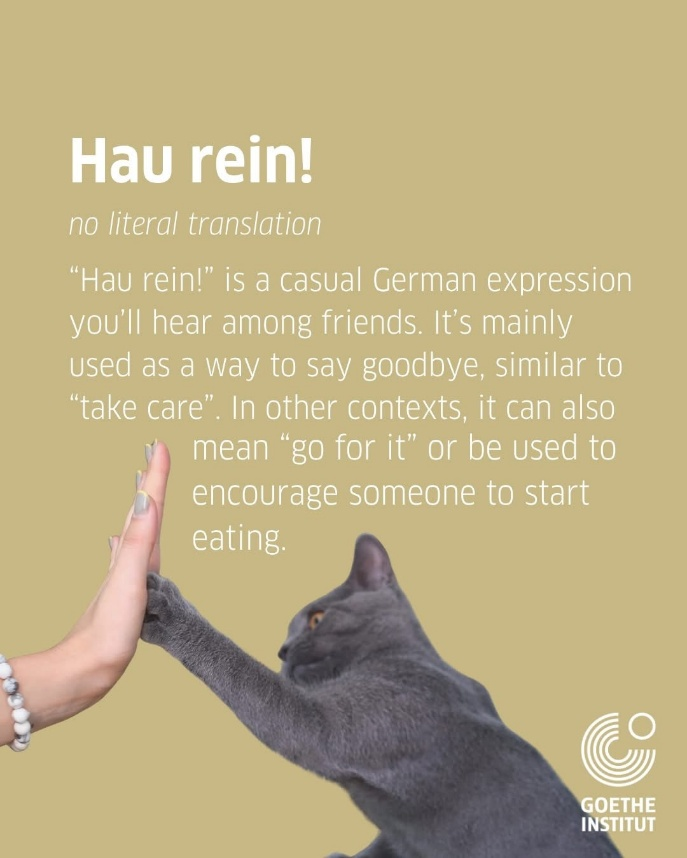 Hau rein!
no literal translation
“Hau rein!” is a casual German expression
you’ll hear among friends. It’s mainly
used as a way to say goodbye, similar to
“take care”. In other contexts, it can also
mean “go for it” or be used to
encourage someone to start
eating.
GOETHE
INSTITUT